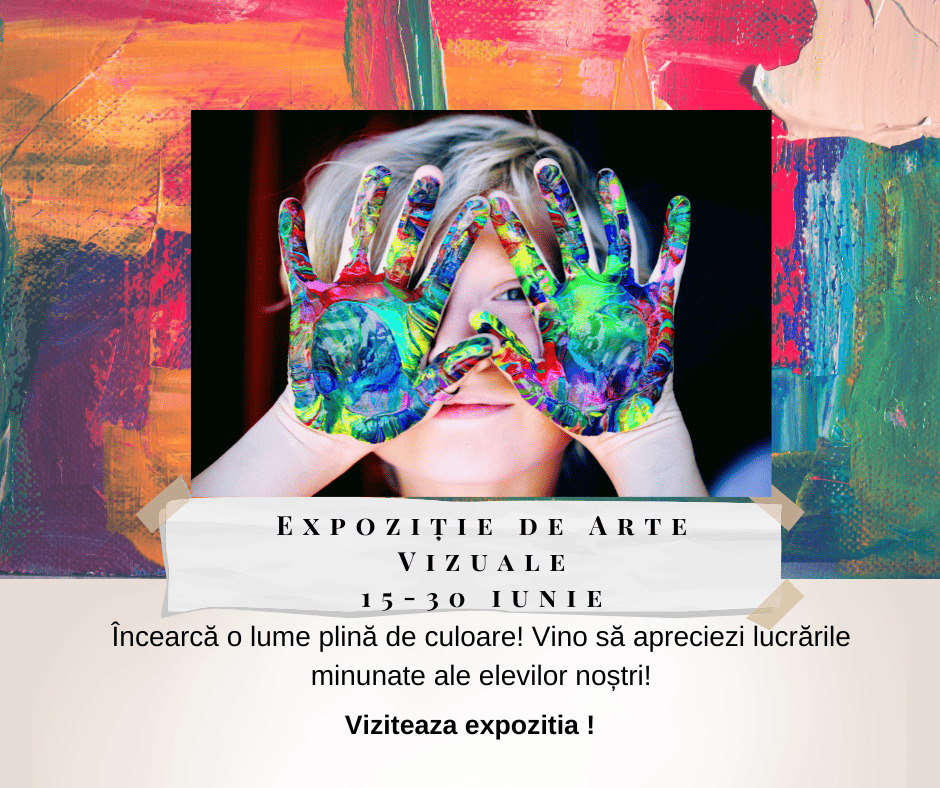 Expoziție de Arte
Vizuale
15-30 iunie
Încearcă o lume plină de culoare! Vino să apreciezi lucrările
minunate ale elevilor noștri!
Viziteaza expozitia !